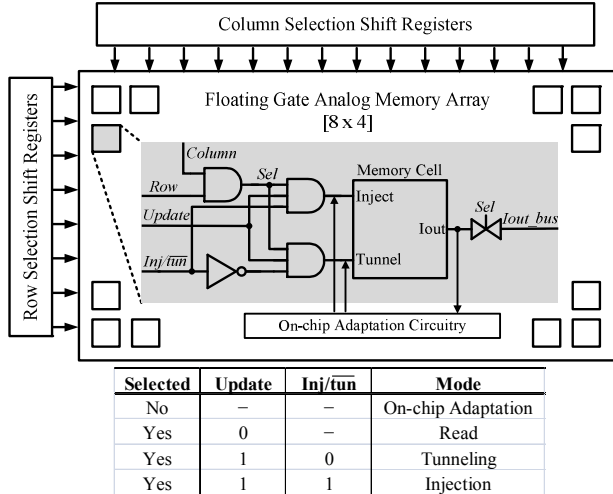 Column Selection Shift Registers
Row Selection Shift Registers
Floating Gate Analog Memory Array
[8 x 4]
Column
Sel
Memory Cell
Row
Inject
Update
Sel
Iout
Iout_bus
Inj/t̅u̅n̅
Tunnel
On-chip Adaptation Circuitry
Selected Update Inj/t̅u̅n̅ Mode
No – – On-chip Adaptation
Yes 0 – Read
Yes 1 0 Tunneling
Yes 1 1 Injection